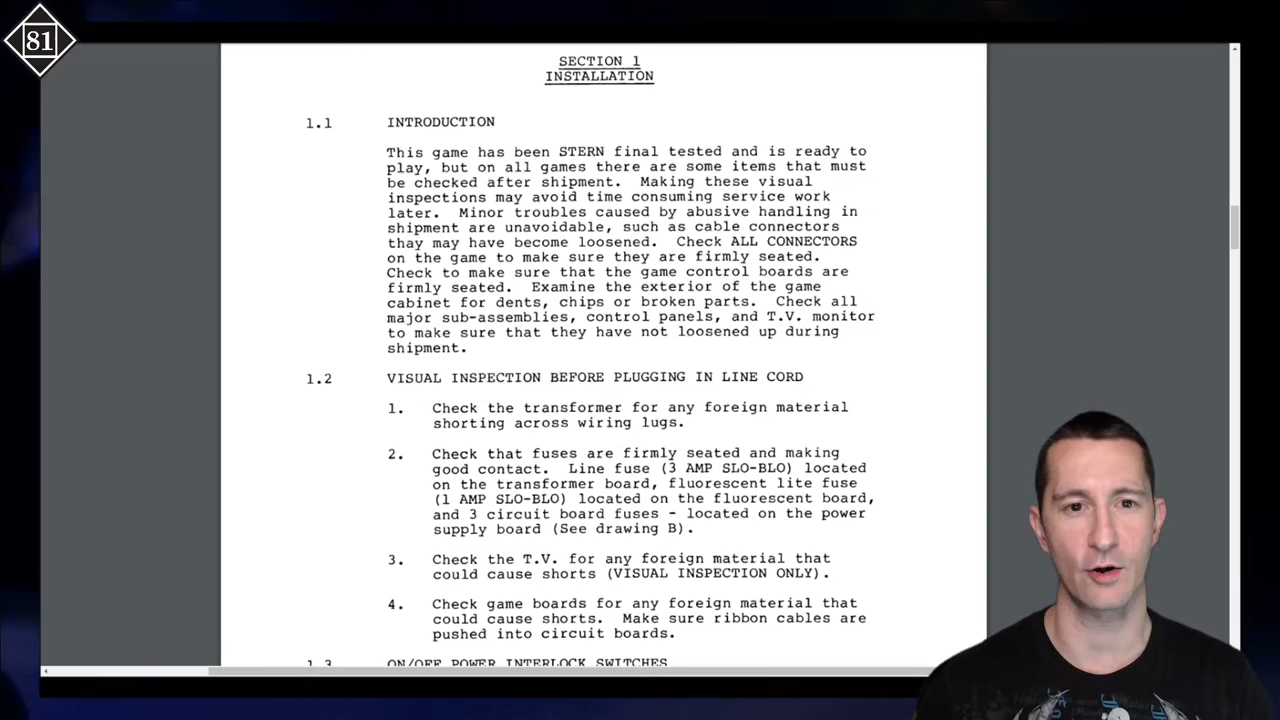 81
SECTION 1
INSTALLATION
1.1 INTRODUCTION
This game has been STERN final tested and is ready to
play, but on all games there are some items that must
be checked after shipment. Making these visual
inspections may avoid time consuming service work
later. Minor troubles caused by abusive handling in
shipment are unavoidable, such as cable connectors
thay may have become loosened. Check ALL CONNECTORS
on the game to make sure they are firmly seated.
Check to make sure that the game control boards are
firmly seated. Examine the exterior of the game
cabinet for dents, chips or broken parts. Check all
major sub-assemblies, control panels, and T.V. monitor
to make sure that they have not loosened up during
shipment.
1.2 VISUAL INSPECTION BEFORE PLUGGING IN LINE CORD
1. Check the transformer for any foreign material
shorting across wiring lugs.
2. Check that fuses are firmly seated and making
good contact. Line fuse (3 AMP SLO-BLO) located
on the transformer board, fluorescent lite fuse
(1 AMP SLO-BLO) located on the fluorescent board,
and 3 circuit board fuses - located on the power
supply board (See drawing B).
3. Check the T.V. for any foreign material that
could cause shorts (VISUAL INSPECTION ONLY).
4. Check game boards for any foreign material that
could cause shorts. Make sure ribbon cables are
pushed into circuit boards.
1.3 ON/OFF POWER INTERLOCK SWITCHES